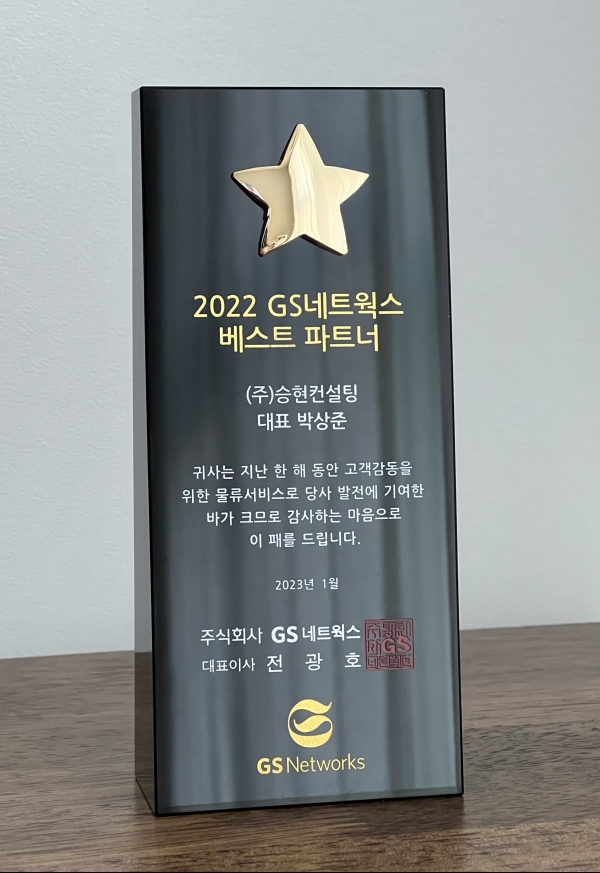 2022 GS네트웍스
베스트 파트너
(주)승현컨설팅
대표 박상준
귀사는 지난 한 해 동안 고객감동을
위한 물류서비스로 당사 발전에 기여한
바가 크므로 감사하는 마음으로
이 패를 드립니다.
2023년 1월
주식회사 GS네트웍스
대표이사 전 광 호
GS
GS Networks